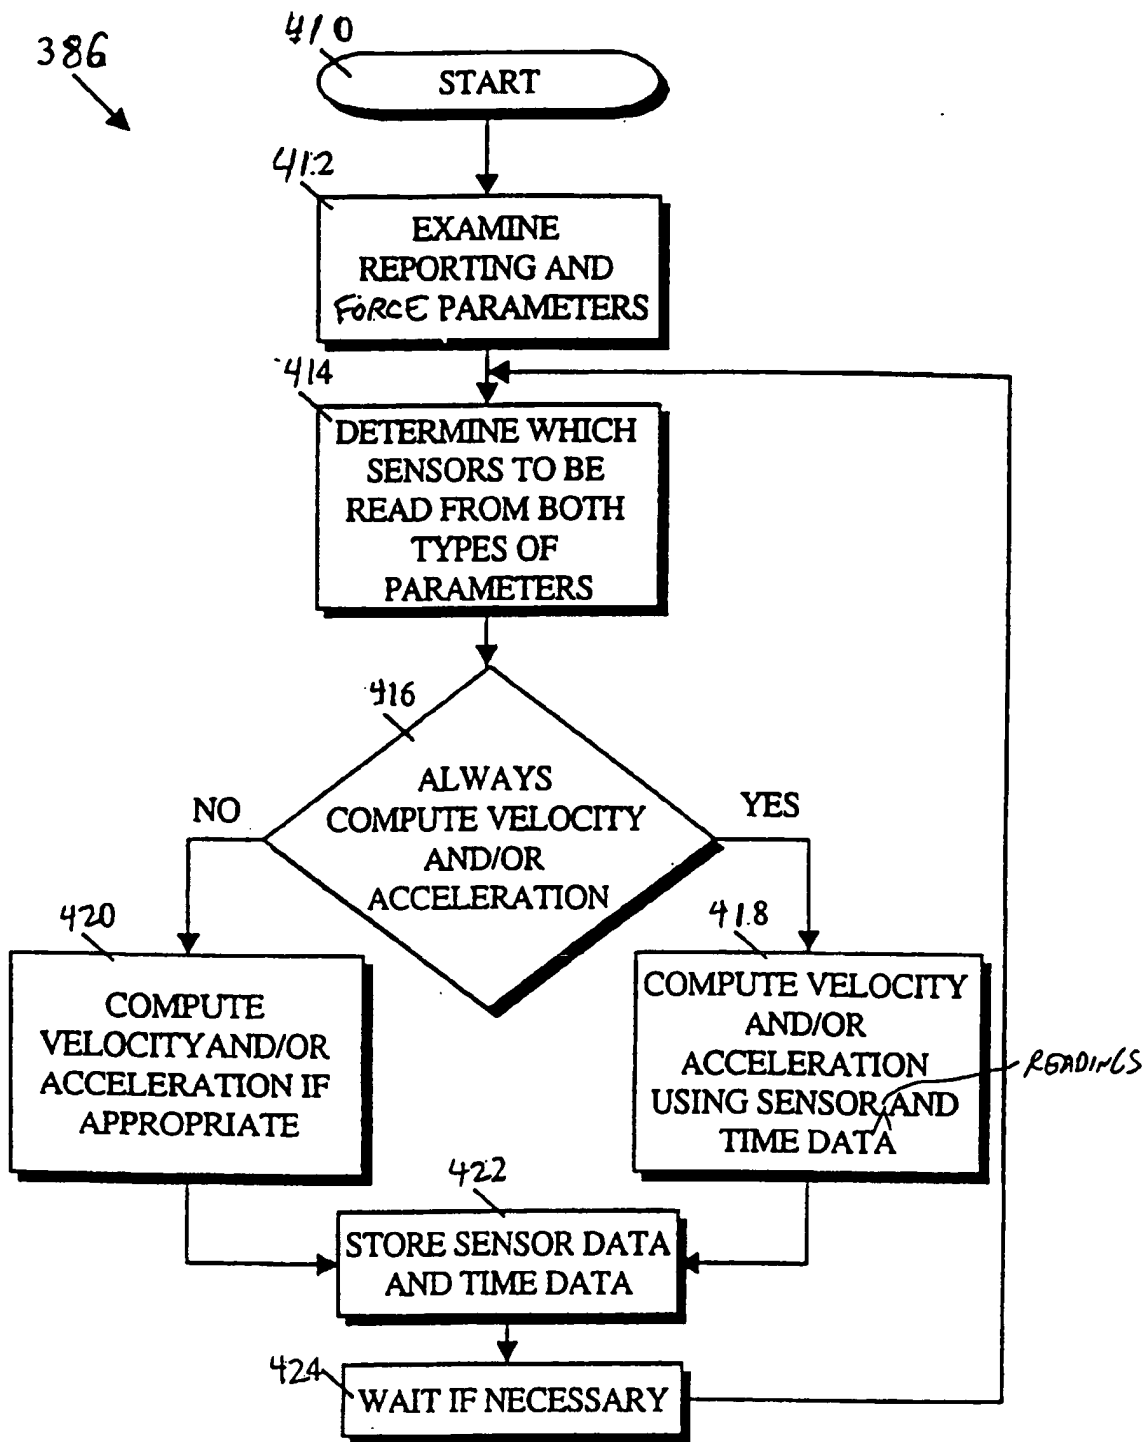 386
410
START
412
EXAMINE
REPORTING AND
FORCE PARAMETERS
414
DETERMINE WHICH
SENSORS TO BE
READ FROM BOTH
TYPES OF
PARAMETERS
416
ALWAYS
COMPUTE VELOCITY
AND/OR
ACCELERATION
NO
YES
420
COMPUTE
VELOCITYAND/OR
ACCELERATION IF
APPROPRIATE
418
COMPUTE VELOCITY
AND/OR
ACCELERATION
USING SENSOR AND
TIME DATA
READINGS
422
STORE SENSOR DATA
AND TIME DATA
424
WAIT IF NECESSARY